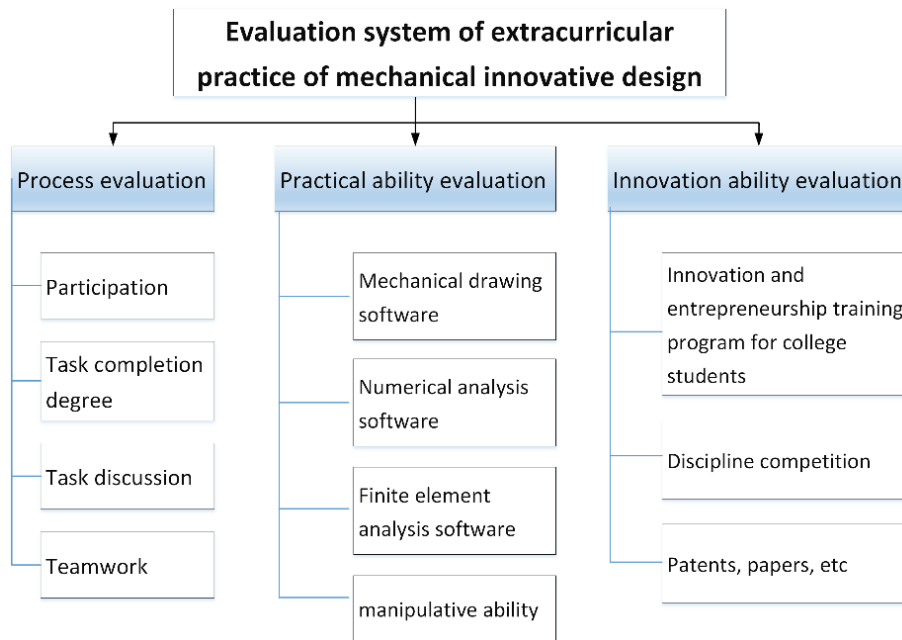 Evaluation system of extracurricular
practice of mechanical innovative design
Process evaluation
Participation
Task completion
degree
Task discussion
Teamwork
Practical ability evaluation
Mechanical drawing
software
Numerical analysis
software
Finite element
analysis software
manipulative ability
Innovation ability evaluation
Innovation and
entrepreneurship training
program for college
students
Discipline competition
Patents, papers, etc